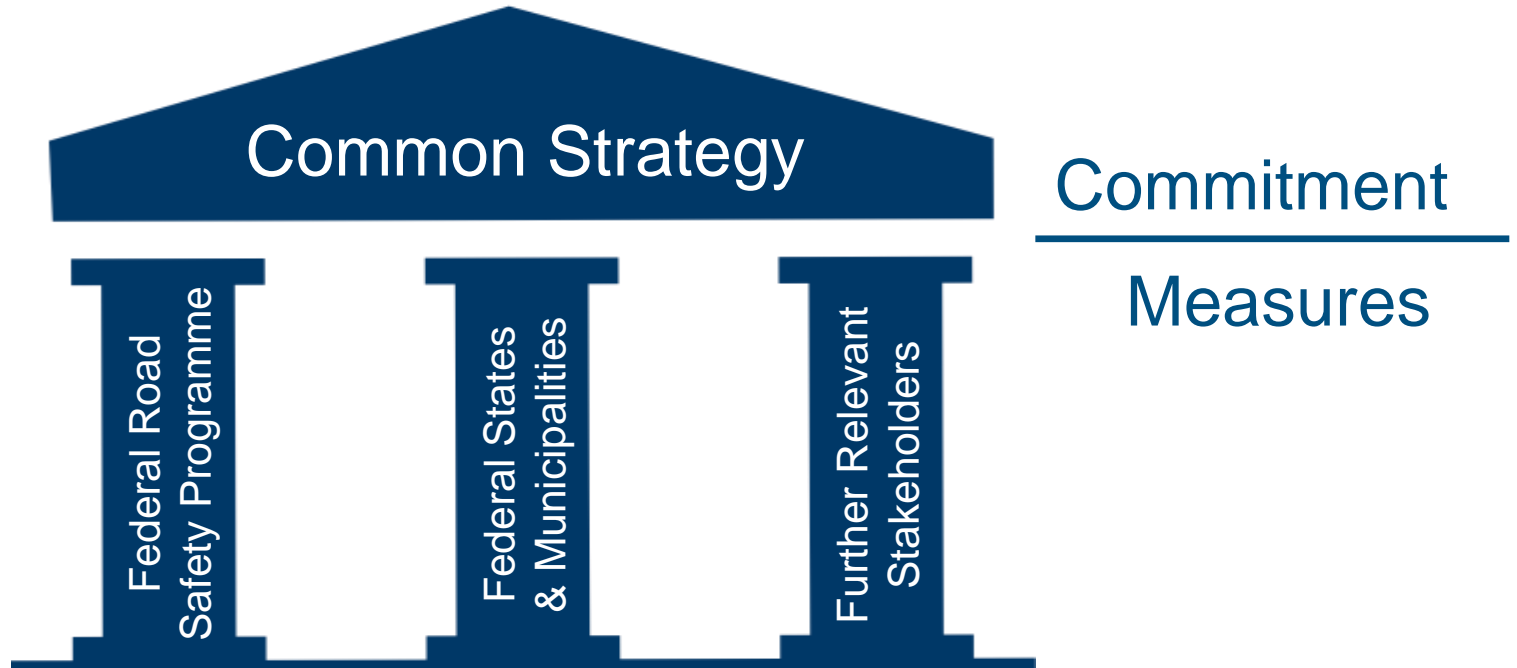 Common Strategy
Commitment
Measures
Federal Road
Safety Programme
Federal States
& Municipalities
Further Relevant
Stakeholders